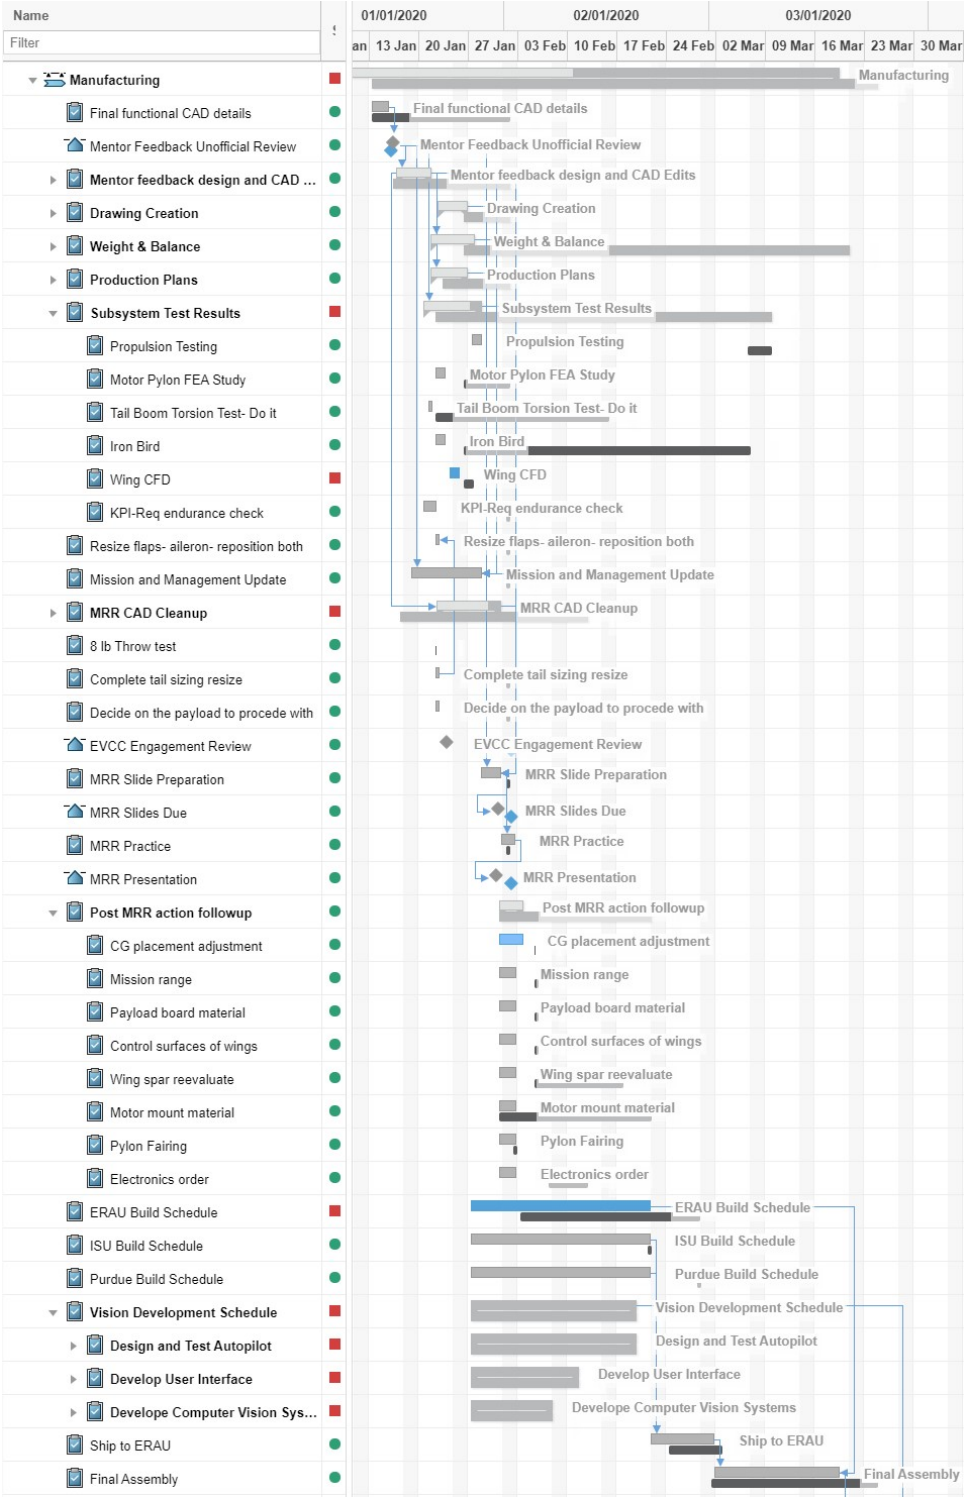 Name
01/01/2020 02/01/2020 03/01/2020
Filter
an 13 Jan 20 Jan 27 Jan 03 Feb 10 Feb 17 Feb 24 Feb 02 Mar 09 Mar 16 Mar 23 Mar 30 Mar
Manufacturing Manufacturing
Final functional CAD details Final functional CAD details
Mentor Feedback Unofficial Review Mentor Feedback Unofficial Review
Mentor feedback design and CAD ... Mentor feedback design and CAD Edits
Drawing Creation Drawing Creation
Weight & Balance Weight & Balance
Production Plans Production Plans
Subsystem Test Results Subsystem Test Results
Propulsion Testing Propulsion Testing
Motor Pylon FEA Study Motor Pylon FEA Study
Tail Boom Torsion Test- Do it Tail Boom Torsion Test- Do it
Iron Bird Iron Bird
Wing CFD Wing CFD
KPI-Req endurance check KPI-Req endurance check
Resize flaps- aileron- reposition both Resize flaps- aileron- reposition both
Mission and Management Update Mission and Management Update
MRR CAD Cleanup MRR CAD Cleanup
8 lb Throw test
Complete tail sizing resize Complete tail sizing resize
Decide on the payload to procede with Decide on the payload to procede with
EVCC Engagement Review EVCC Engagement Review
MRR Slide Preparation MRR Slide Preparation
MRR Slides Due MRR Slides Due
MRR Practice MRR Practice
MRR Presentation MRR Presentation
Post MRR action followup Post MRR action followup
CG placement adjustment CG placement adjustment
Mission range Mission range
Payload board material Payload board material
Control surfaces of wings Control surfaces of wings
Wing spar reevaluate Wing spar reevaluate
Motor mount material Motor mount material
Pylon Fairing Pylon Fairing
Electronics order Electronics order
ERAU Build Schedule ERAU Build Schedule
ISU Build Schedule ISU Build Schedule
Purdue Build Schedule Purdue Build Schedule
Vision Development Schedule Vision Development Schedule
Design and Test Autopilot Design and Test Autopilot
Develop User Interface Develop User Interface
Develope Computer Vision Sys... Develope Computer Vision Systems
Ship to ERAU Ship to ERAU
Final Assembly Final Assembly